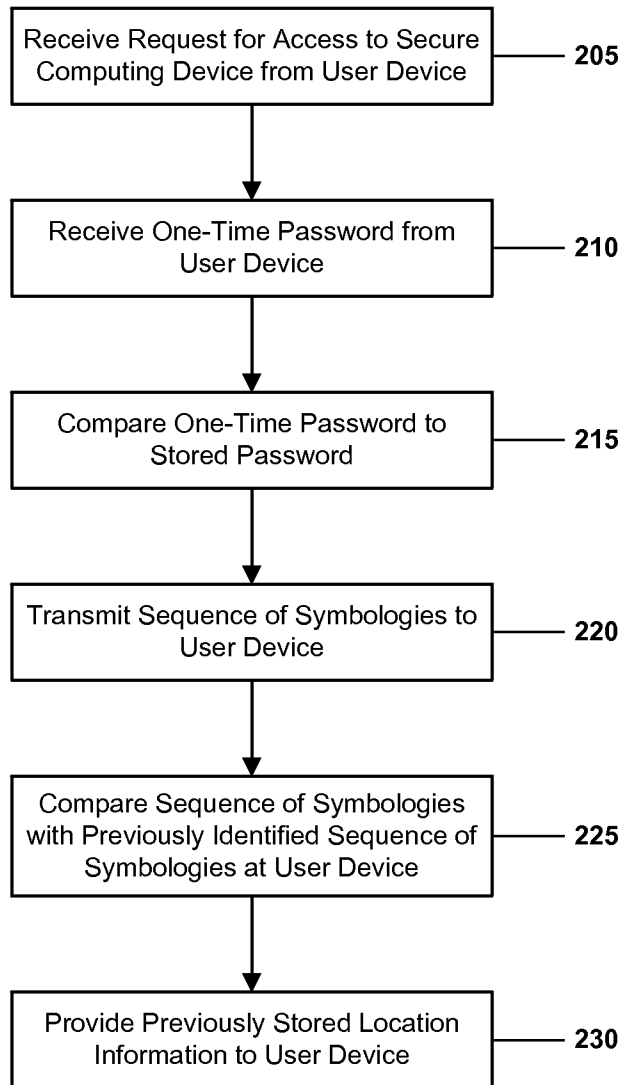 Receive Request for Access to Secure
Computing Device from User Device
205
Receive One-Time Password from
User Device
210
Compare One-Time Password to
Stored Password
215
Transmit Sequence of Symbologies to
User Device
220
Compare Sequence of Symbologies
with Previously Identified Sequence of
Symbologies at User Device
225
Provide Previously Stored Location
Information to User Device
230